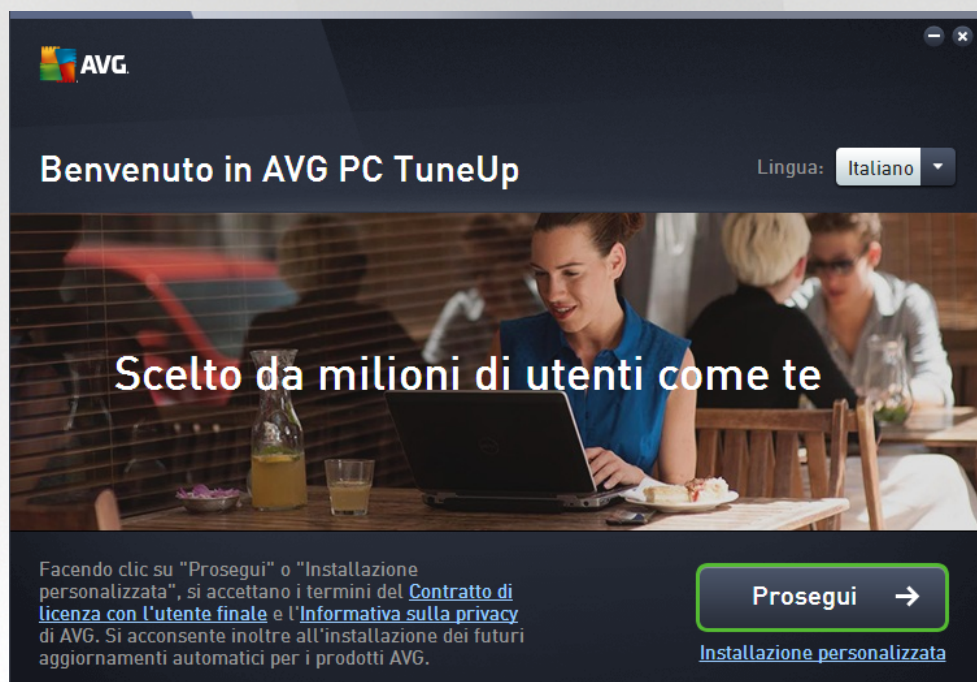 AVG
Benvenuto in AVG PC TuneUp
Lingua: Italiano
Scelto da milioni di utenti come te
Facendo clic su "Prosegui" o "Installazione
personalizzata", si accettano i termini del Contratto di
licenza con l'utente finale e l'Informativa sulla privacy
di AVG. Si acconsente inoltre all'installazione dei futuri
aggiornamenti automatici per i prodotti AVG.
Prosegui →
Installazione personalizzata